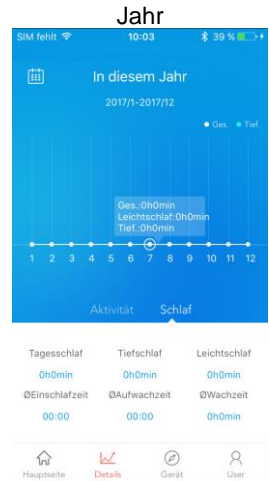 Jahr
SIM fehlt 10:03 39 %
In diesem Jahr
2017/1-2017/12
Ges. Tief.
Ges.:0h0min
Leichtschlaf:0h0min
Tief.:0h0min
1 2 3 4 5 6 7 8 9 10 11 12
Aktivität Schlaf
Tagesschlaf Tiefschlaf Leichtschlaf
0h0min 0h0min 0h0min
ØEinschlafzeit ØAufwachzeit ØWachzeit
00:00 00:00 0h0min
Hauptseite Details Gerät User